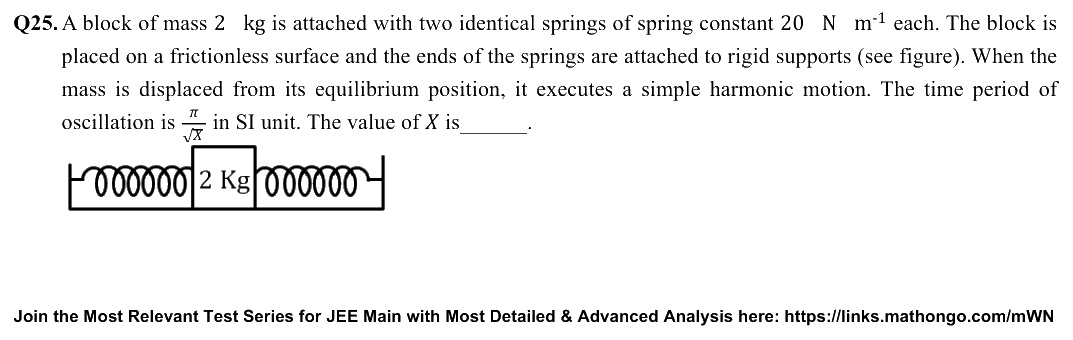 Q25. A block of mass 2 kg is attached with two identical springs of spring constant 20 N m⁻¹ each. The block is
placed on a frictionless surface and the ends of the springs are attached to rigid supports (see figure). When the
mass is displaced from its equilibrium position, it executes a simple harmonic motion. The time period of
oscillation is π/√X in SI unit. The value of X is______.
2 Kg
Join the Most Relevant Test Series for JEE Main with Most Detailed & Advanced Analysis here: https://links.mathongo.com/mWN